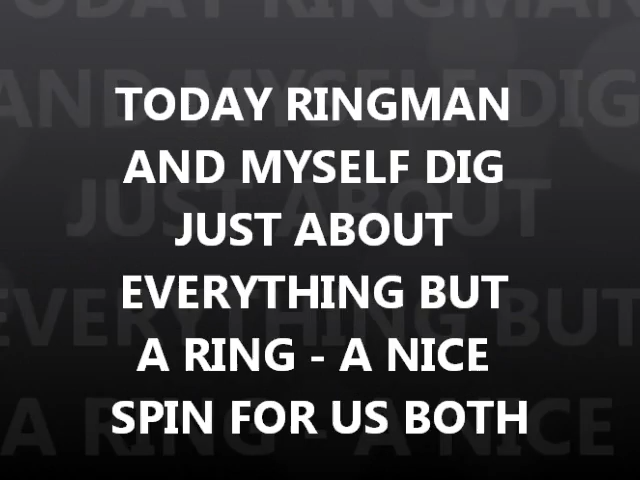 TODAY RINGMAN
AND MYSELF DIG
JUST ABOUT
EVERYTHING BUT
A RING - A NICE
SPIN FOR US BOTH